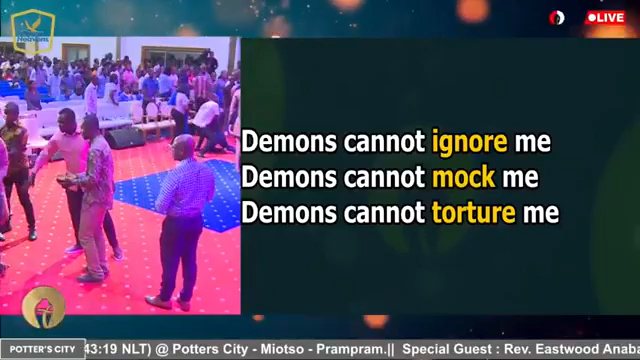 Nations
LIVE
Demons cannot ignore me
Demons cannot mock me
Demons cannot torture me
POTTER'S CITY
43:19 NLT) @ Potters City - Miotso - Prampram.|| Special Guest : Rev. Eastwood Anaba